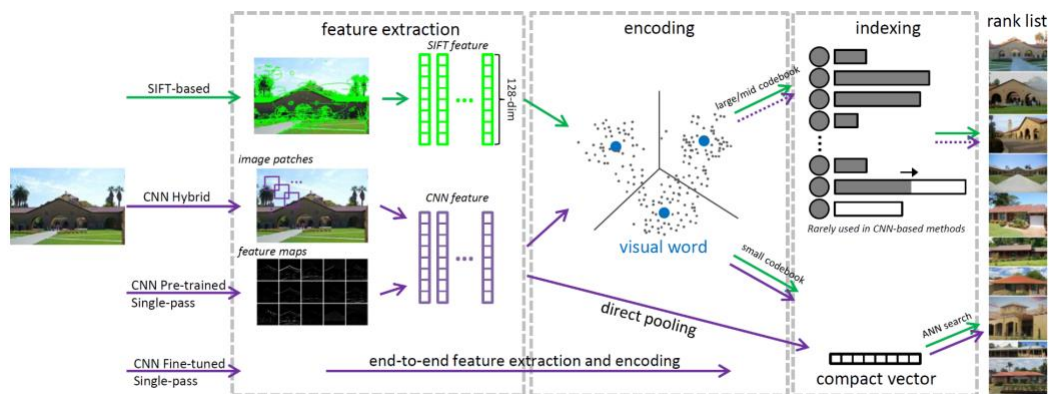 feature extraction
encoding
indexing
rank list
SIFT feature
SIFT-based
128-dim
large/mid codebook
image patches
CNN Hybrid
CNN feature
visual word
Rarely used in CNN-based methods
feature maps
small codebook
CNN Pre-trained
Single-pass
direct pooling
ANN search
CNN Fine-tuned
Single-pass
end-to-end feature extraction and encoding
compact vector